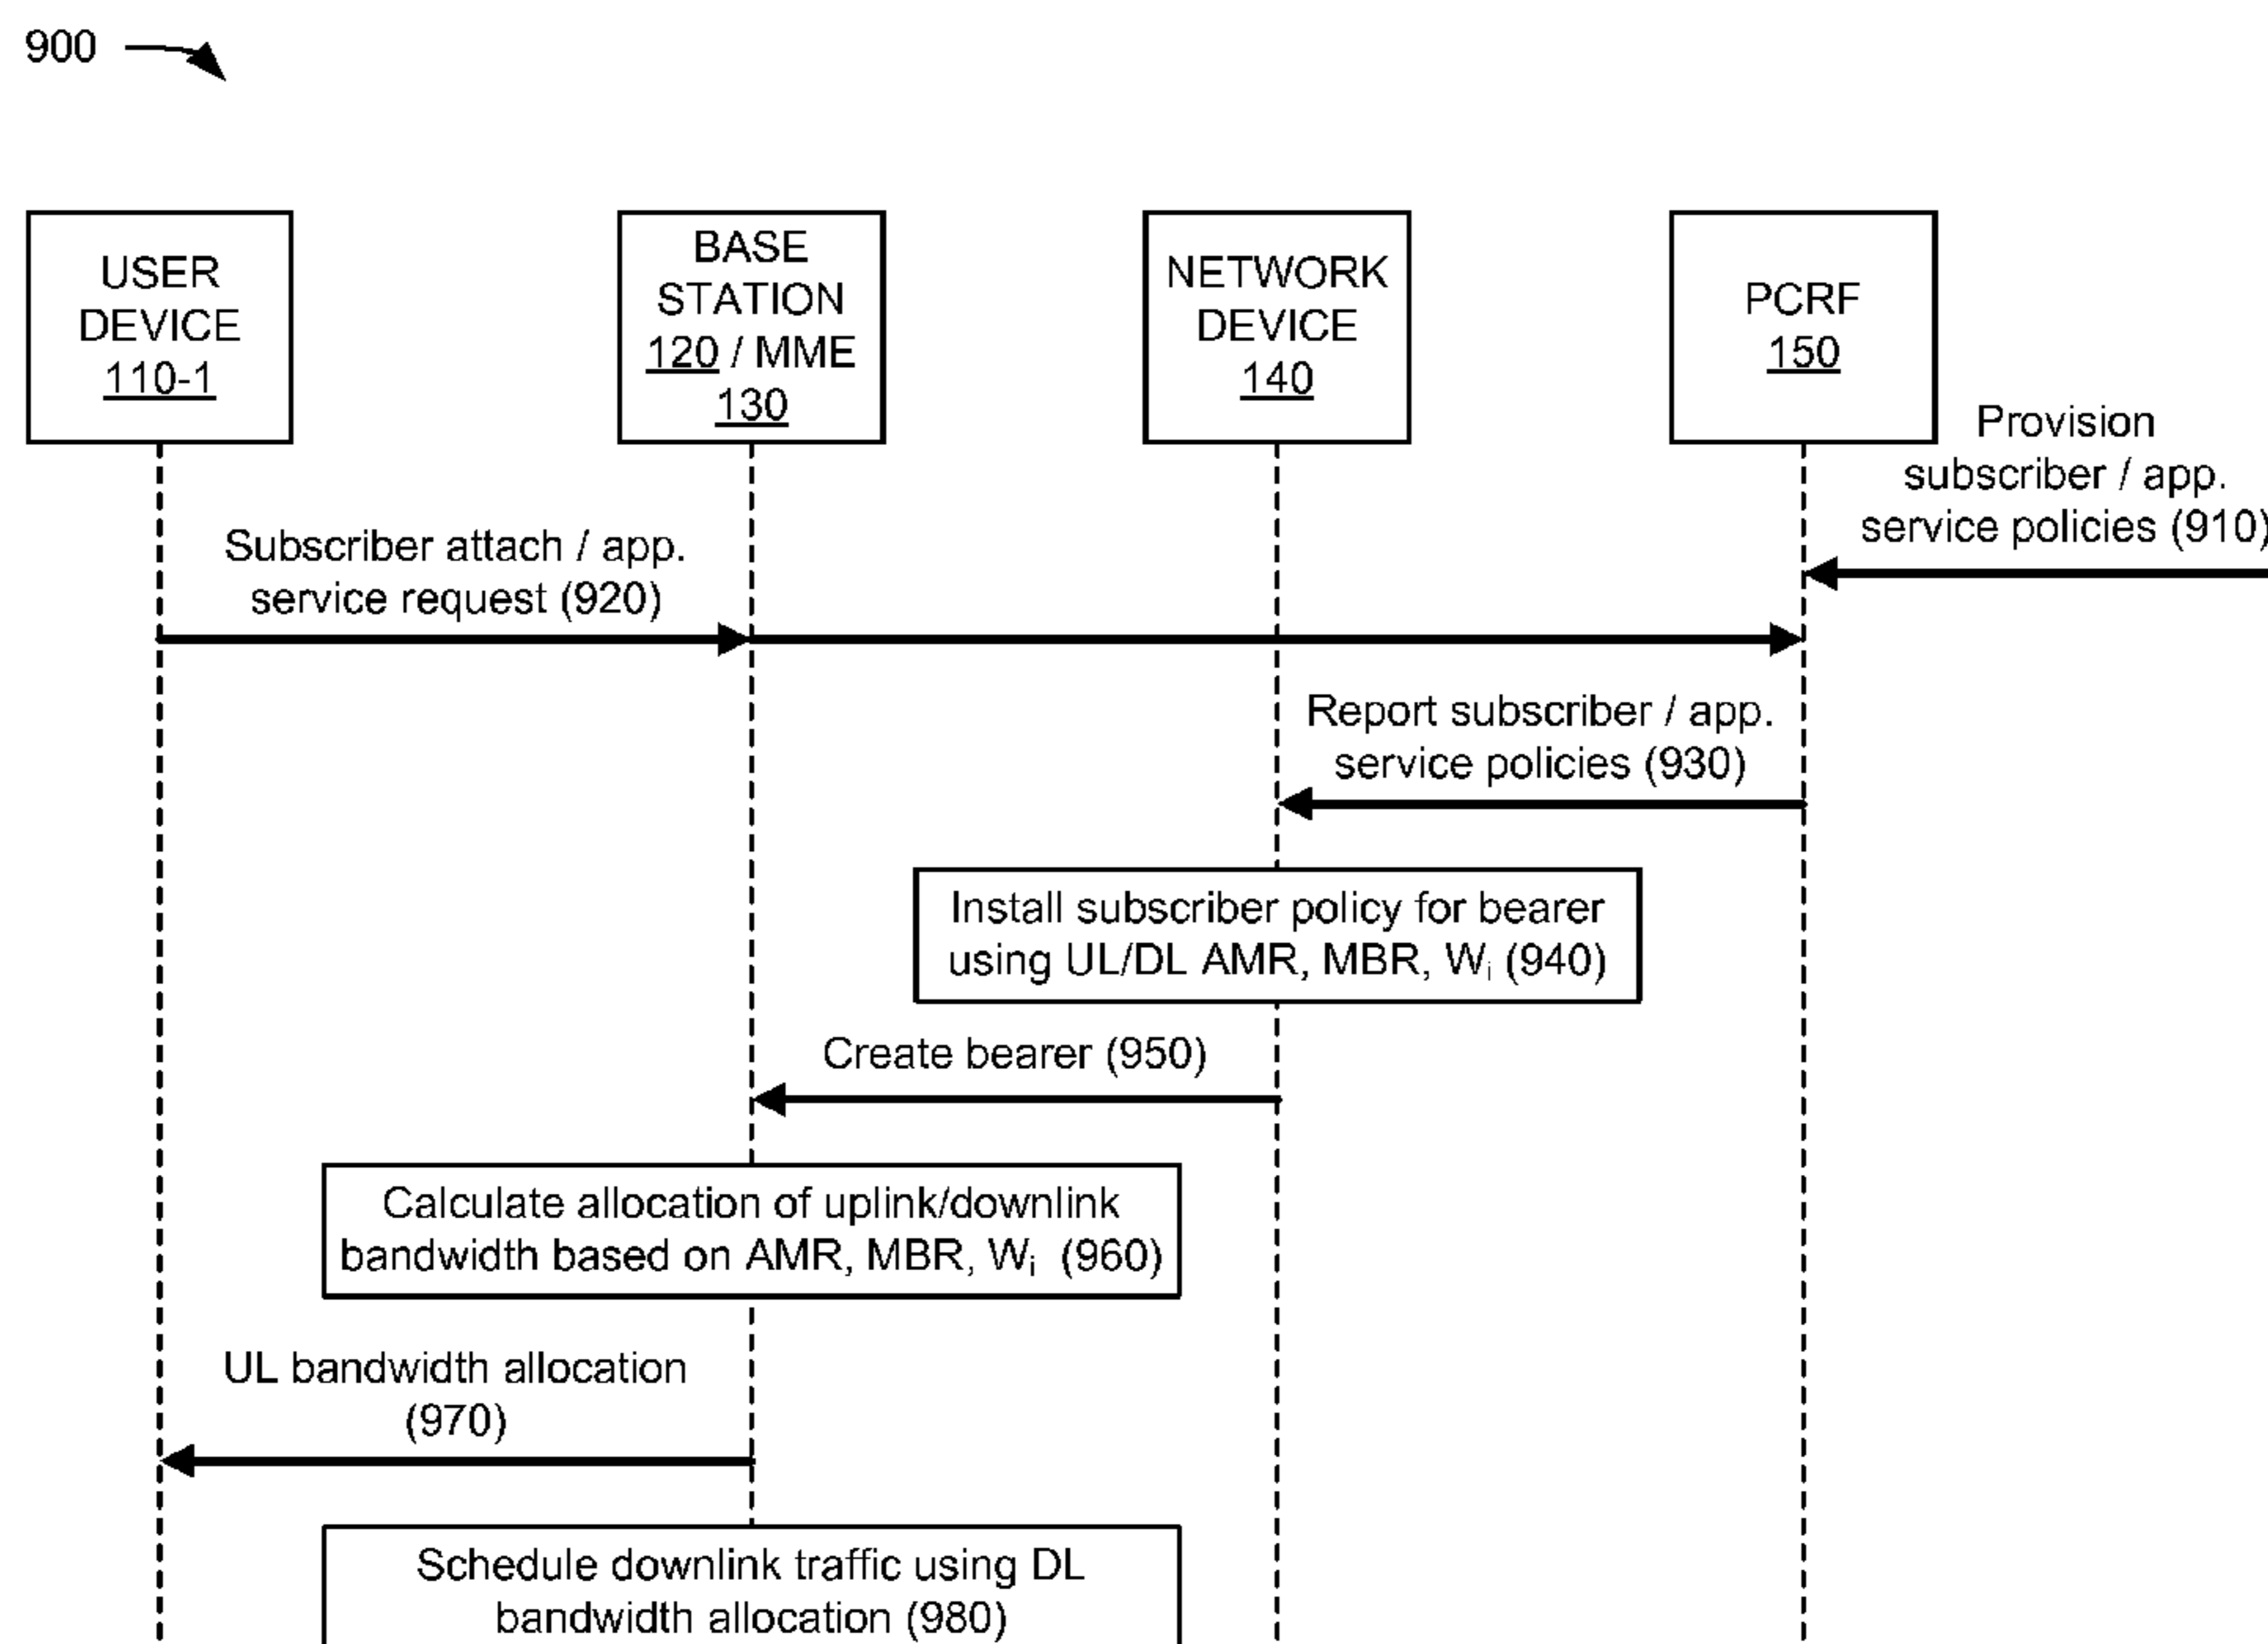 900
USER
DEVICE
110-1
BASE
STATION
120 / MME
130
NETWORK
DEVICE
140
PCRF
150
Provision
subscriber / app.
service policies (910)
Subscriber attach / app.
service request (920)
Report subscriber / app.
service policies (930)
Install subscriber policy for bearer
using UL/DL AMR, MBR, Wi (940)
Create bearer (950)
Calculate allocation of uplink/downlink
bandwidth based on AMR, MBR, Wi (960)
UL bandwidth allocation
(970)
Schedule downlink traffic using DL
bandwidth allocation (980)